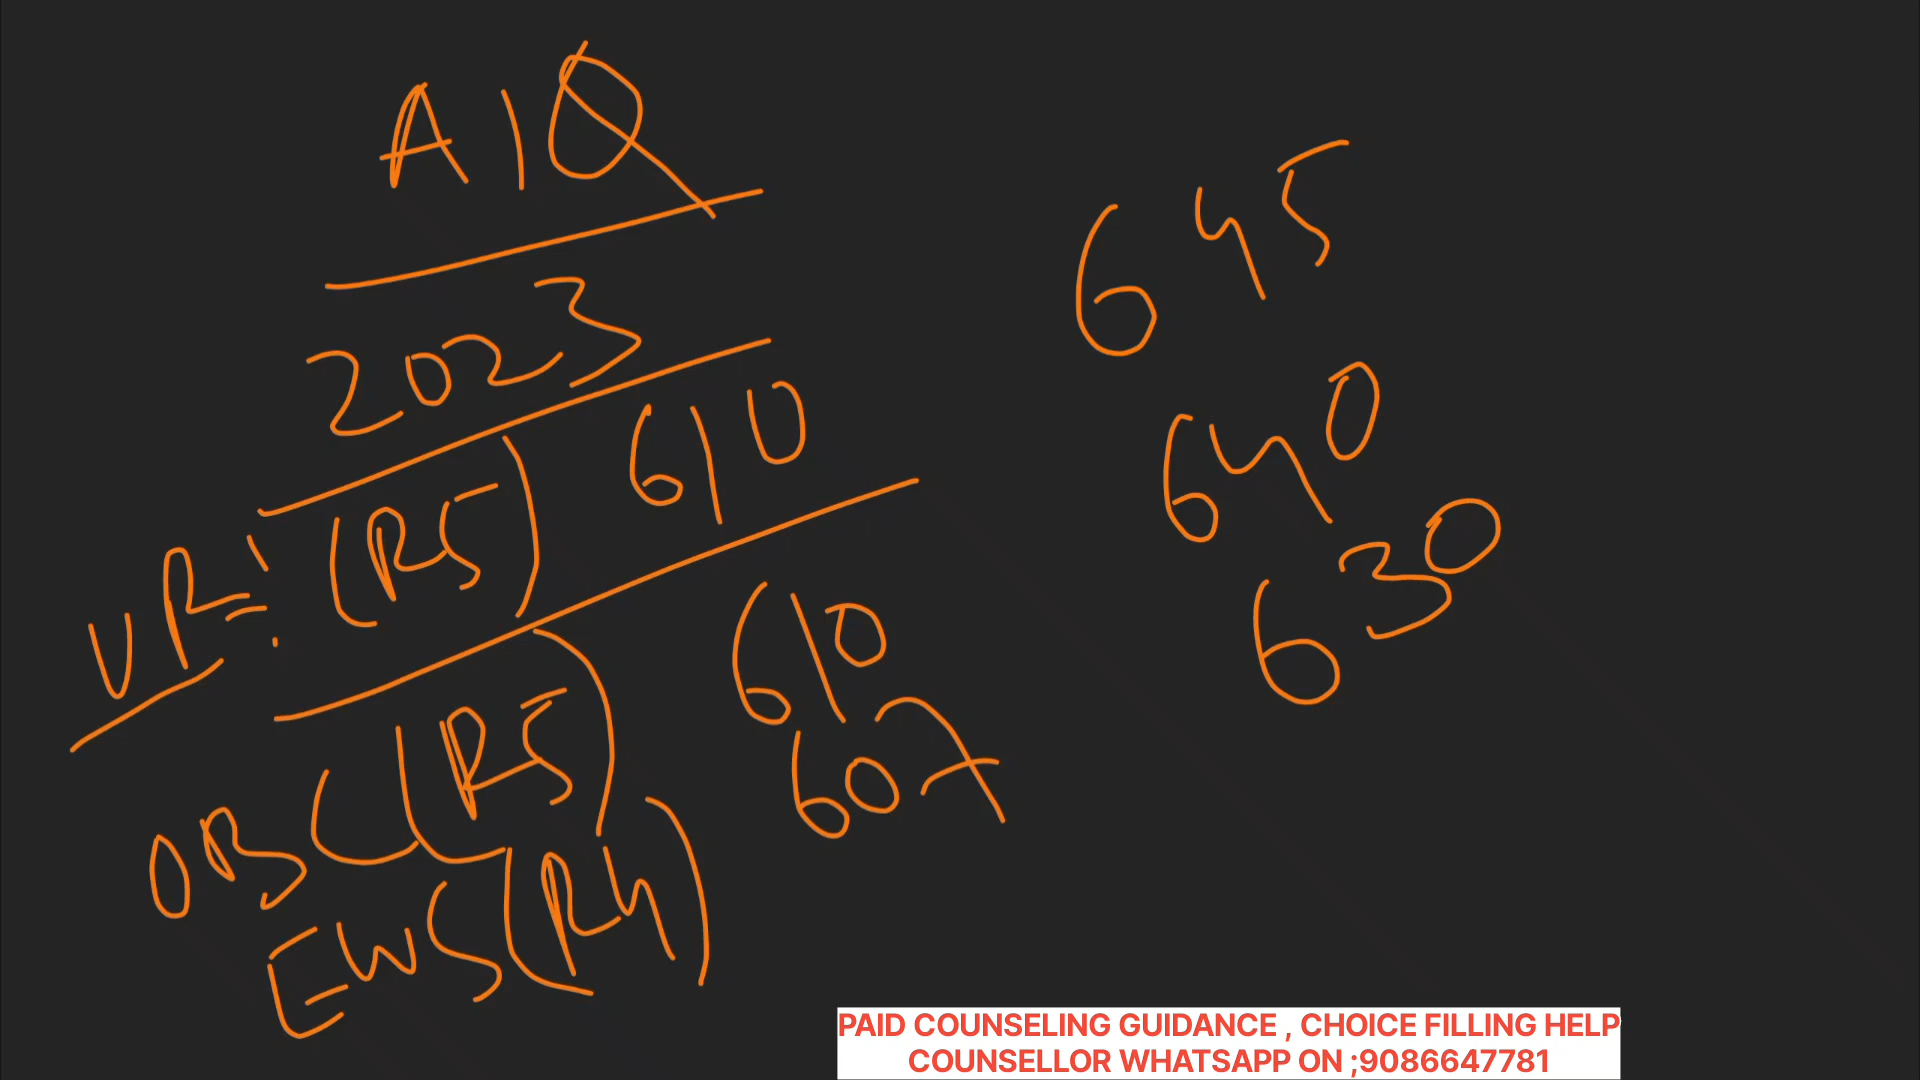 AIQ
2023
UR: (R5) 610
OBC (R5) 610
EWS (R4) 607
645
640
630
PAID COUNSELING GUIDANCE , CHOICE FILLING HELP
COUNSELLOR WHATSAPP ON ;9086647781